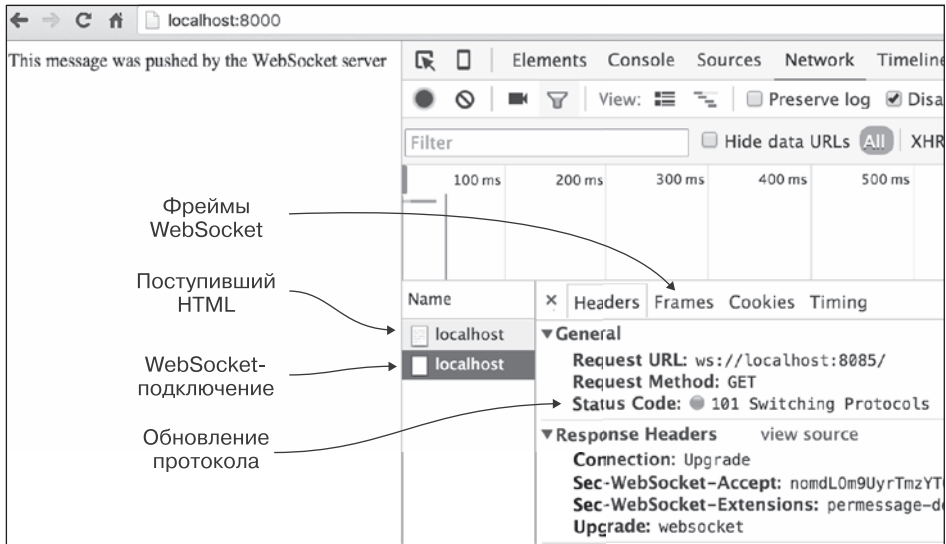 localhost:8000
This message was pushed by the WebSocket server
Elements Console Sources Network Timeline
View: Preserve log Disa
Filter Hide data URLs All XHR
100 ms 200 ms 300 ms 400 ms 500 ms
Фреймы
WebSocket
Поступивший
HTML
WebSocket-
подключение
Обновление
протокола
Name
localhost
localhost
× Headers Frames Cookies Timing
General
Request URL: ws://localhost:8085/
Request Method: GET
Status Code: 101 Switching Protocols
Response Headers view source
Connection: Upgrade
Sec-WebSocket-Accept: nomdL0m9UyrTmzYT
Sec-WebSocket-Extensions: permessage-d
Upgrade: websocket